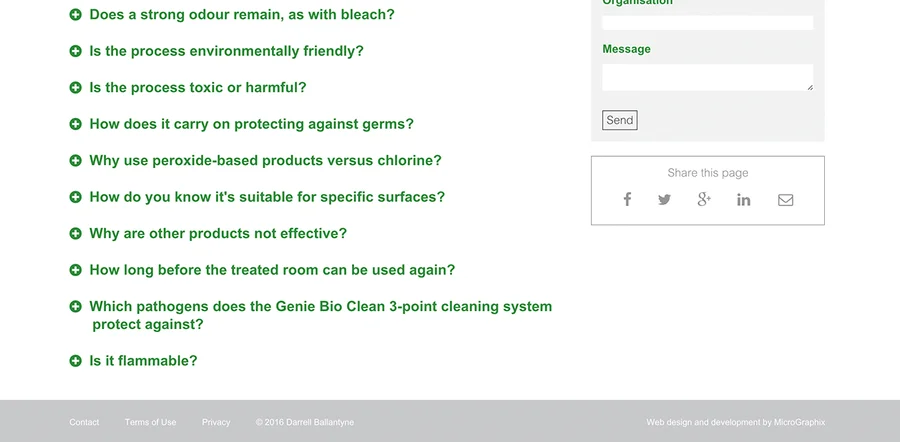 Does a strong odour remain, as with bleach?
Is the process environmentally friendly?
Is the process toxic or harmful?
How does it carry on protecting against germs?
Why use peroxide-based products versus chlorine?
How do you know it's suitable for specific surfaces?
Why are other products not effective?
How long before the treated room can be used again?
Which pathogens does the Genie Bio Clean 3-point cleaning system
protect against?
Is it flammable?
Organisation
Message
Send
Share this page
Contact
Terms of Use
Privacy
© 2016 Darrell Ballantyne
Web design and development by MicroGraphix